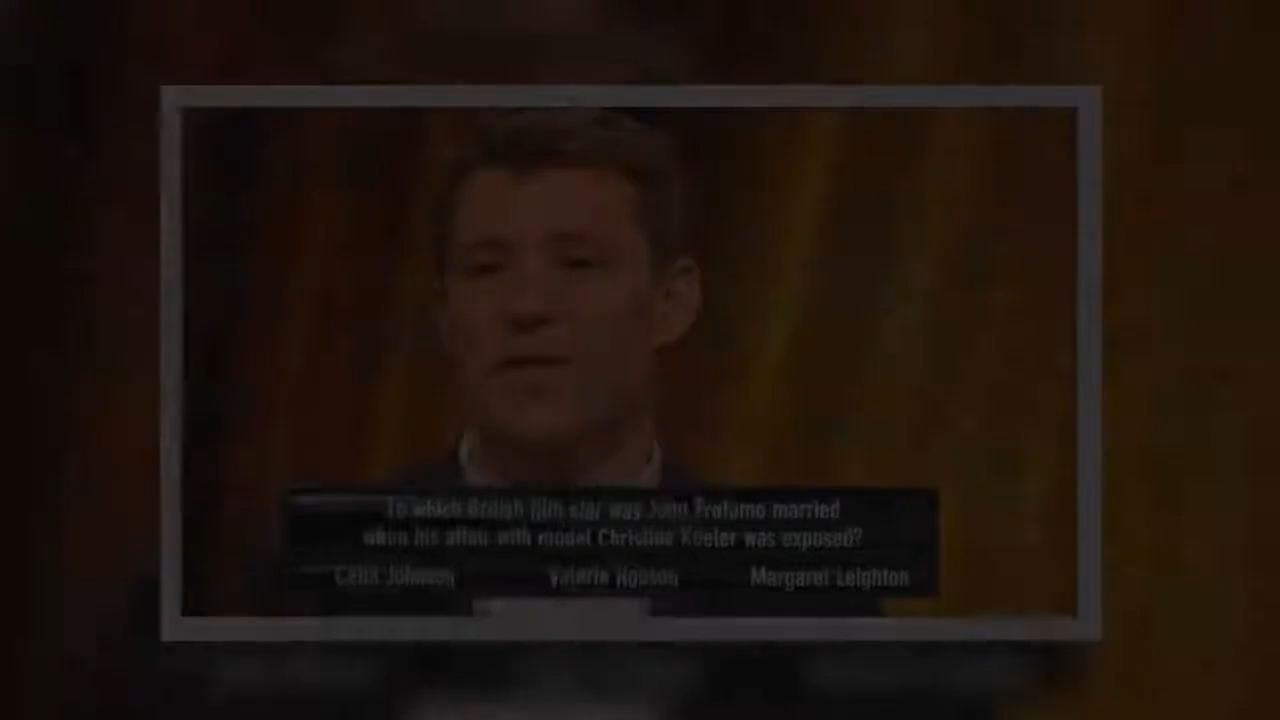 To which British film star was John Profumo married
when his affair with model Christine Keeler was exposed?
Celia Johnson Valerie Hobson Margaret Leighton